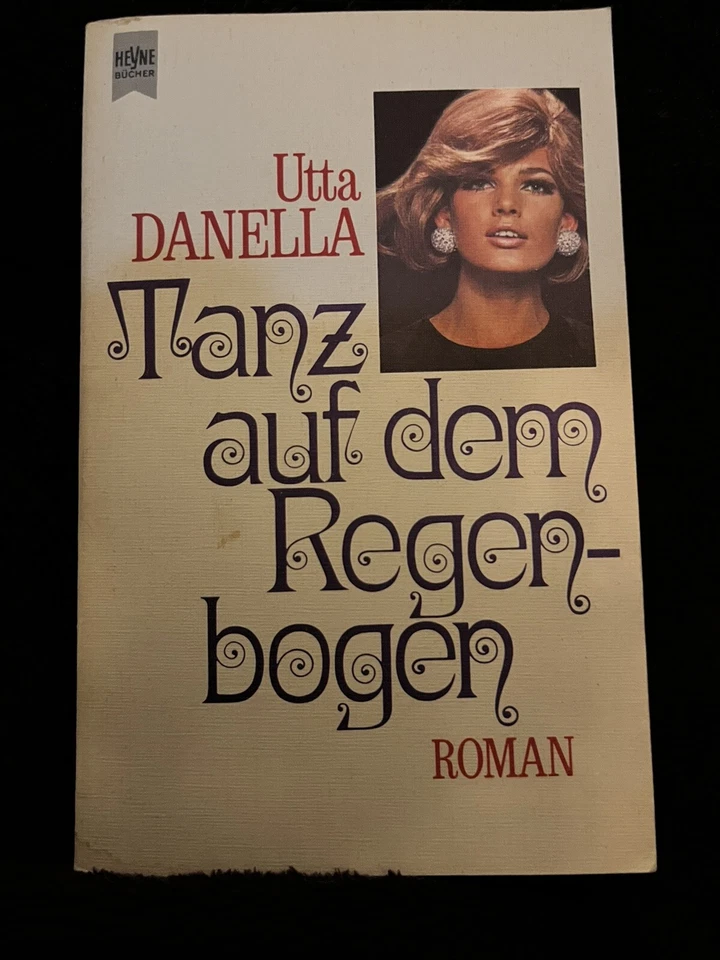 HEYNE
BÜCHER
Utta
DANELLA
Tanz
auf dem
Regen-
bogen
ROMAN